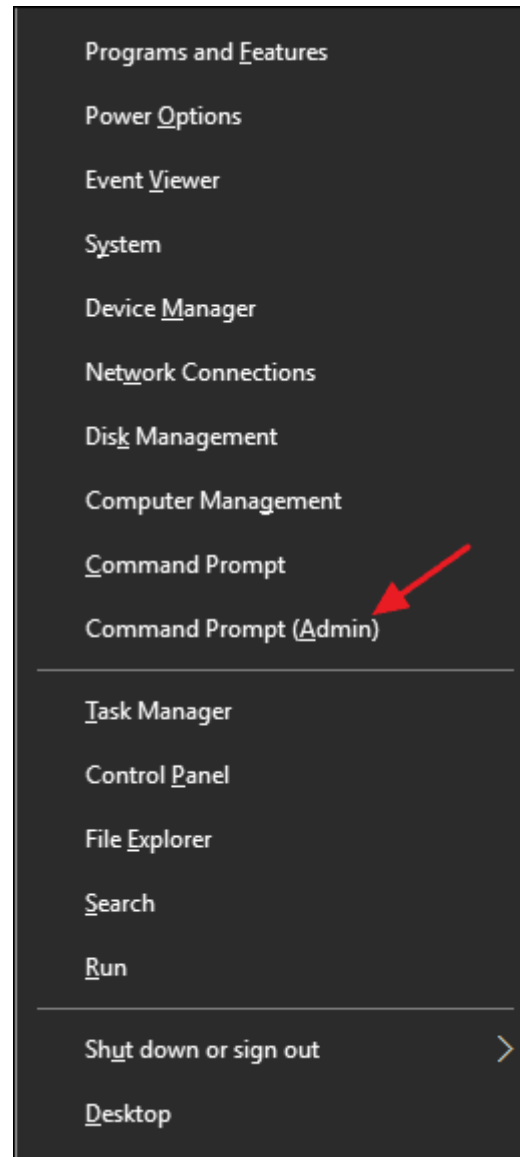 Programs and Features
Power Options
Event Viewer
System
Device Manager
Network Connections
Disk Management
Computer Management
Command Prompt
Command Prompt (Admin)
Task Manager
Control Panel
File Explorer
Search
Run
Shut down or sign out
Desktop